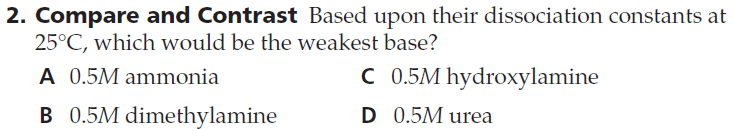 2. Compare and Contrast Based upon their dissociation constants at
25°C, which would be the weakest base?
A 0.5M ammonia
C 0.5M hydroxylamine
B 0.5M dimethylamine
D 0.5M urea